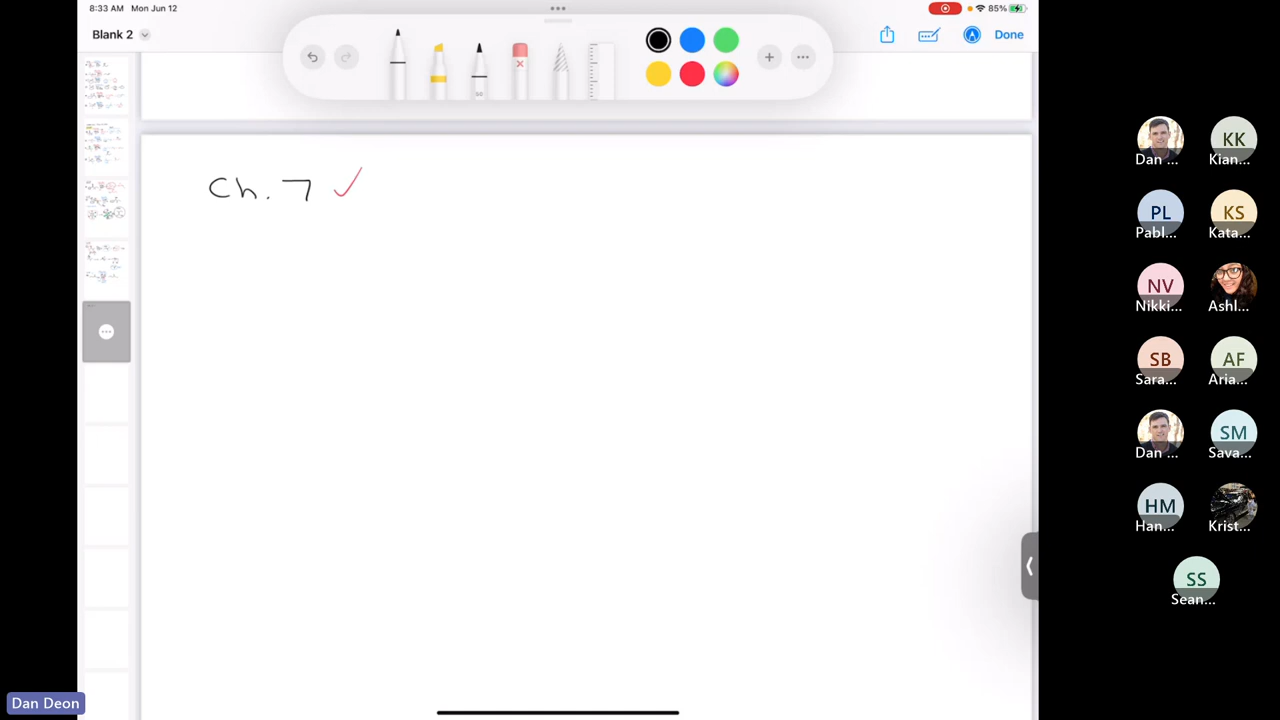 8:33 AM Mon Jun 12
85%
Blank 2
Done
Ch. 7 ✓
Dan ...
KK
Kian...
PL
Pabl...
KS
Kata...
NV
Nikki...
Ashl...
SB
Sara...
AF
Aria...
Dan ...
SM
Sava...
HM
Han...
Krist...
SS
Sean...
Dan Deon